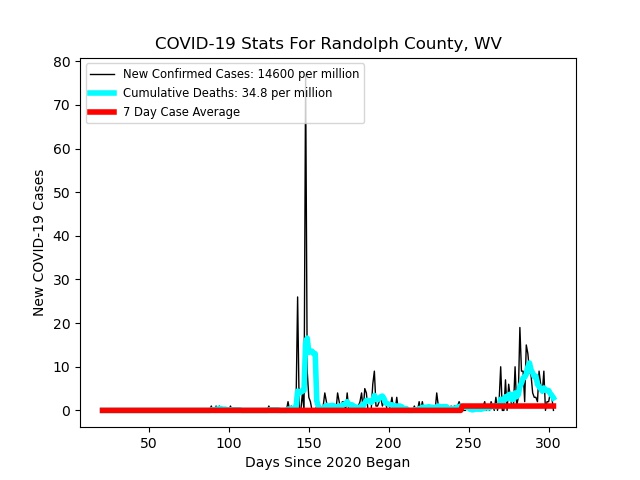 COVID-19 Stats For Randolph County, WV
New Confirmed Cases: 14600 per million
Cumulative Deaths: 34.8 per million
7 Day Case Average
80
70
60
50
40
30
20
10
0
New COVID-19 Cases
50 100 150 200 250 300
Days Since 2020 Began